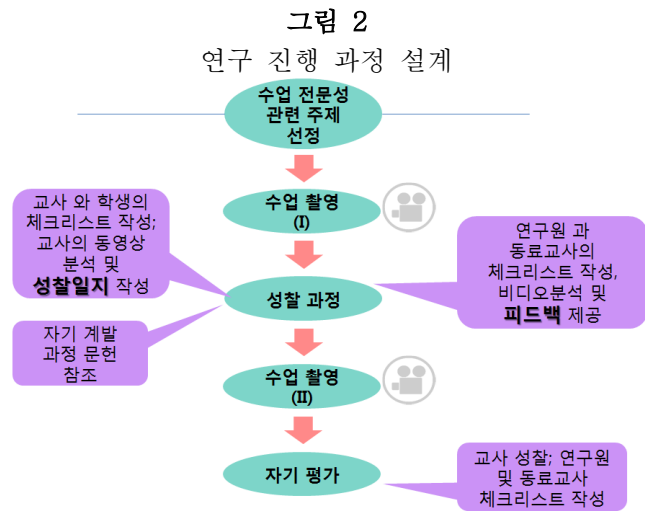 그림 2
연구 진행 과정 설계
수업 전문성
관련 주제
선정
수업 촬영
(I)
교사 와 학생의
체크리스트 작성;
교사의 동영상
분석 및
성찰일지 작성
연구원 과
동료교사의
체크리스트 작성,
비디오분석 및
피드백 제공
성찰 과정
자기 계발
과정 문헌
참조
수업 촬영
(II)
자기 평가
교사 성찰; 연구원
및 동료교사
체크리스트 작성